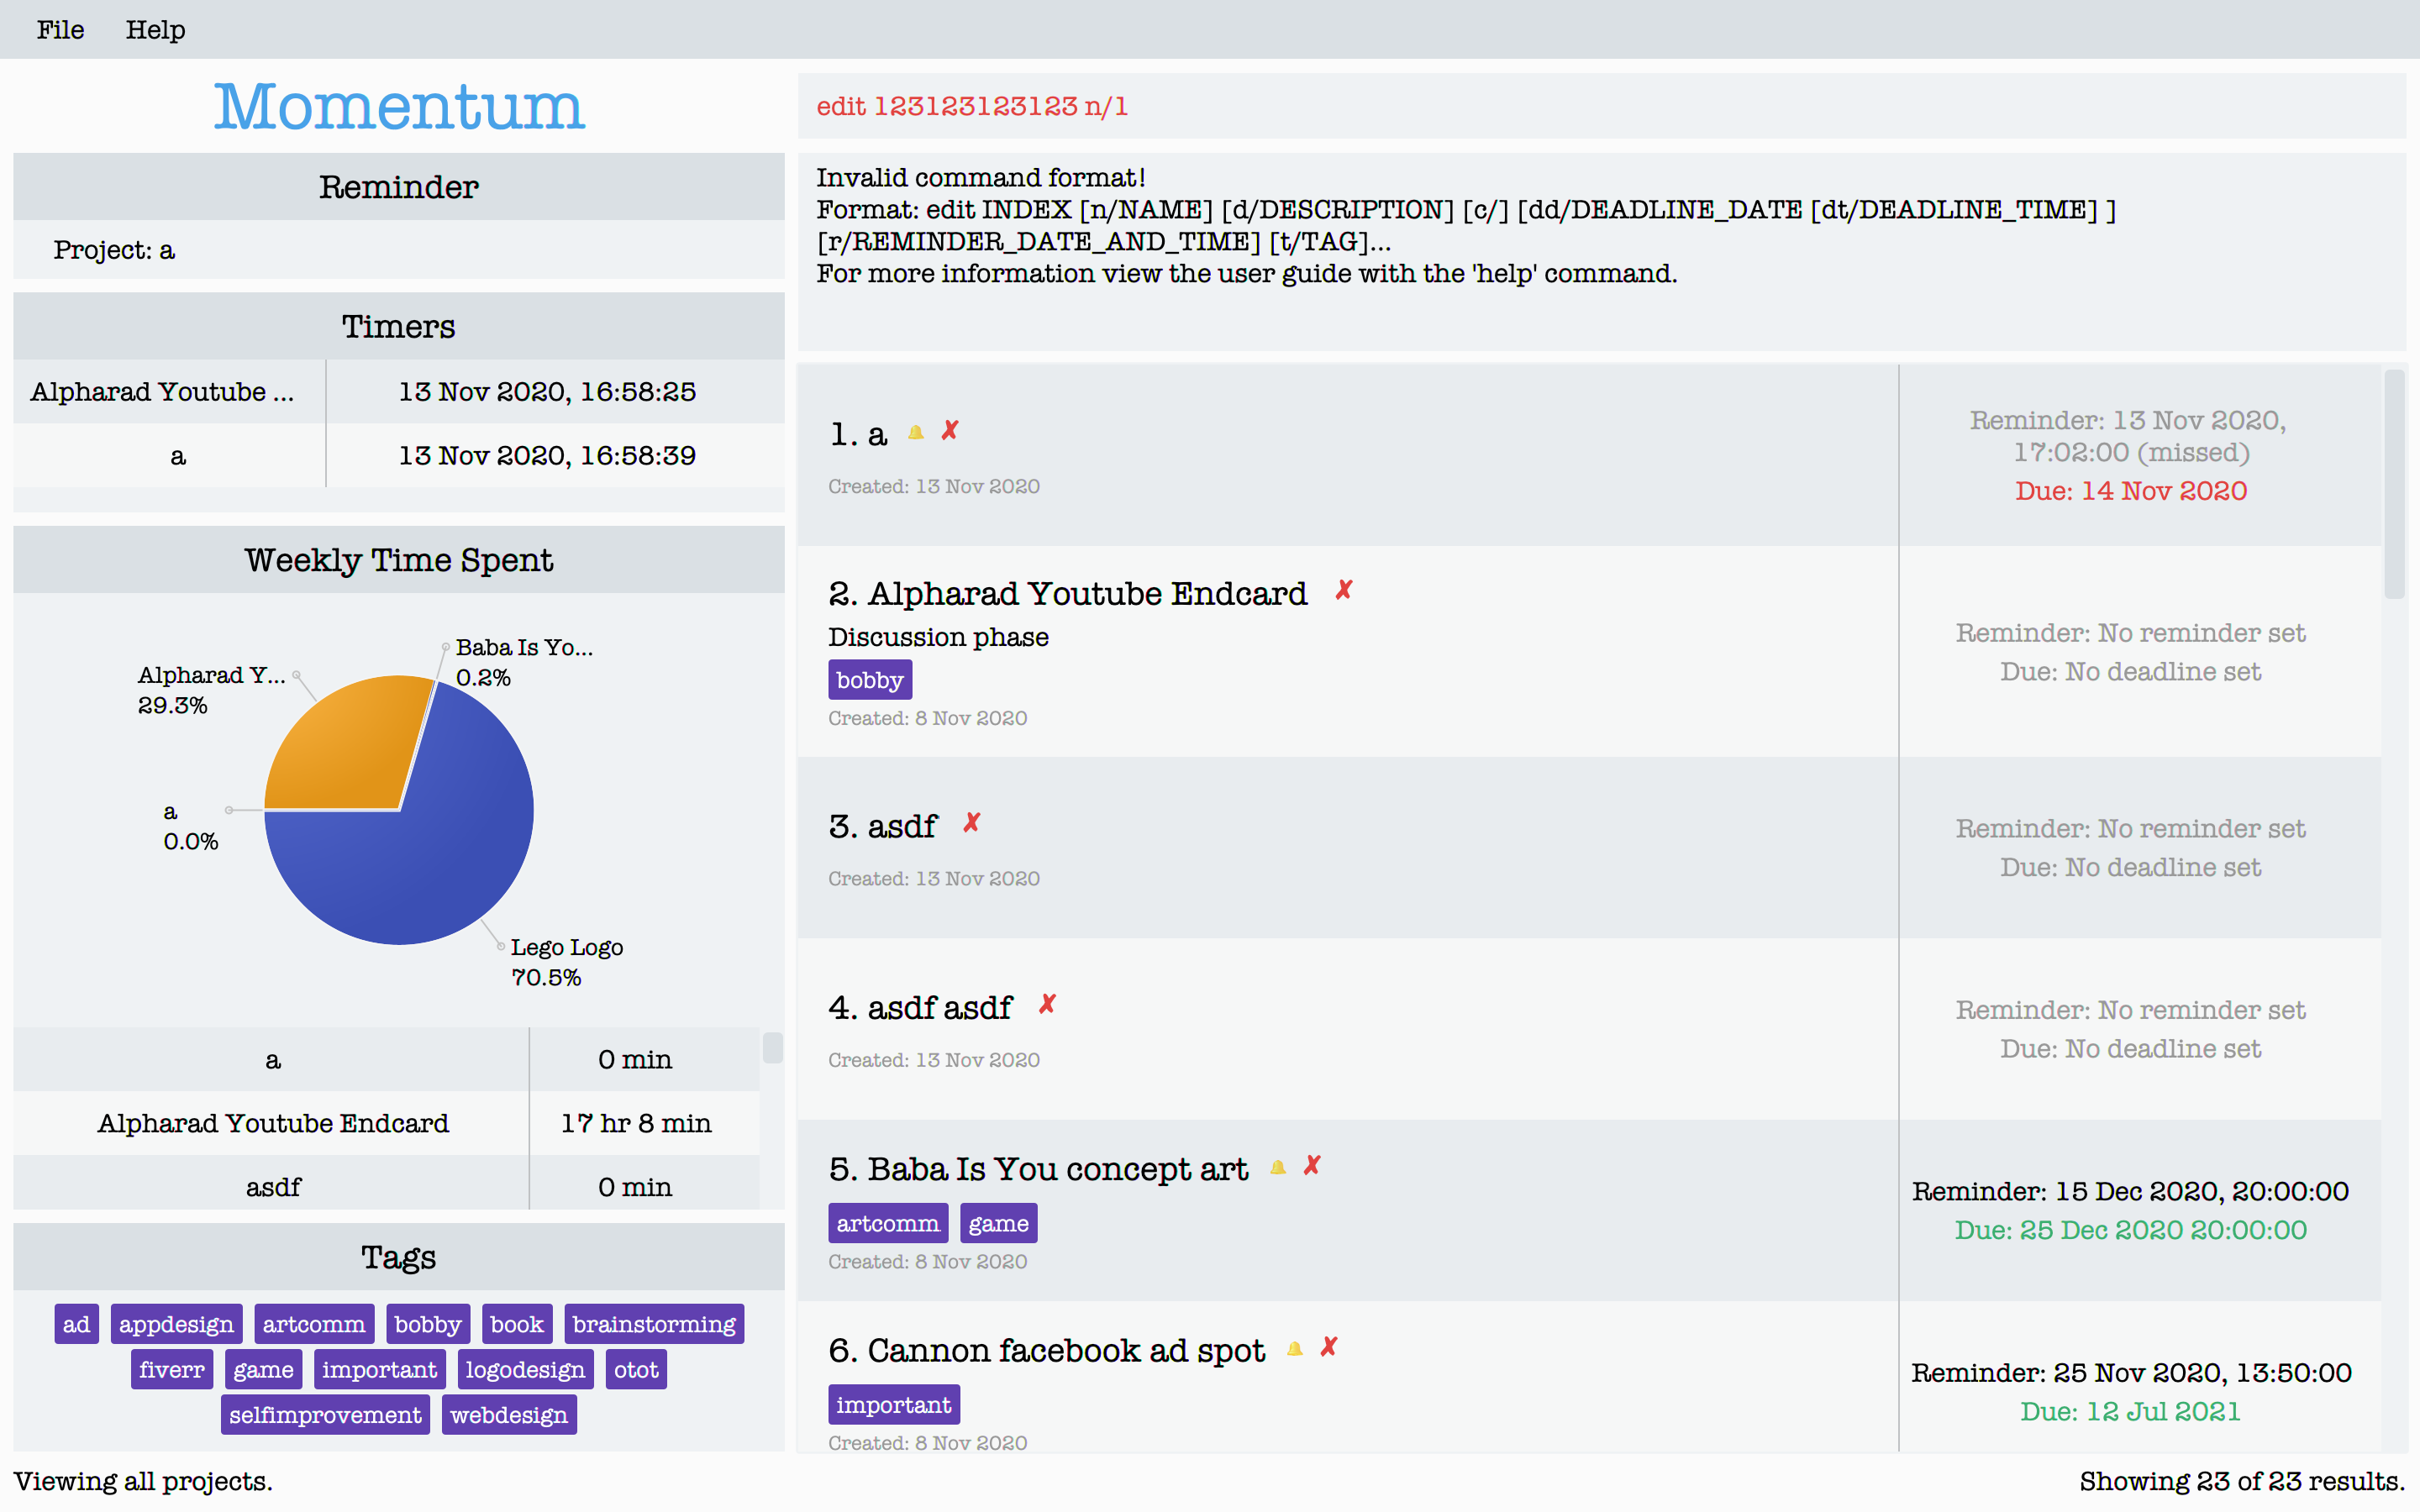 File Help
Momentum
Reminder
Project: a
Timers
Alpharad Youtube ... 13 Nov 2020, 16:58:25
a 13 Nov 2020, 16:58:39
Weekly Time Spent
Baba Is Yo...
0.2%
Alpharad Y...
29.3%
a
0.0%
Lego Logo
70.5%
a 0 min
Alpharad Youtube Endcard 17 hr 8 min
asdf 0 min
Tags
ad appdesign artcomm bobby book brainstorming
fiverr game important logodesign otot
selfimprovement webdesign
edit 123123123123 n/1
Invalid command format!
Format: edit INDEX [n/NAME] [d/DESCRIPTION] [c/] [dd/DEADLINE_DATE [dt/DEADLINE_TIME] ]
[r/REMINDER_DATE_AND_TIME] [t/TAG]...
For more information view the user guide with the 'help' command.
1. a ✘
Created: 13 Nov 2020
Reminder: 13 Nov 2020,
17:02:00 (missed)
Due: 14 Nov 2020
2. Alpharad Youtube Endcard ✘
Discussion phase
bobby
Created: 8 Nov 2020
Reminder: No reminder set
Due: No deadline set
3. asdf ✘
Created: 13 Nov 2020
Reminder: No reminder set
Due: No deadline set
4. asdf asdf ✘
Created: 13 Nov 2020
Reminder: No reminder set
Due: No deadline set
5. Baba Is You concept art ✘
artcomm game
Created: 8 Nov 2020
Reminder: 15 Dec 2020, 20:00:00
Due: 25 Dec 2020 20:00:00
6. Cannon facebook ad spot ✘
important
Created: 8 Nov 2020
Reminder: 25 Nov 2020, 13:50:00
Due: 12 Jul 2021
Viewing all projects.
Showing 23 of 23 results.